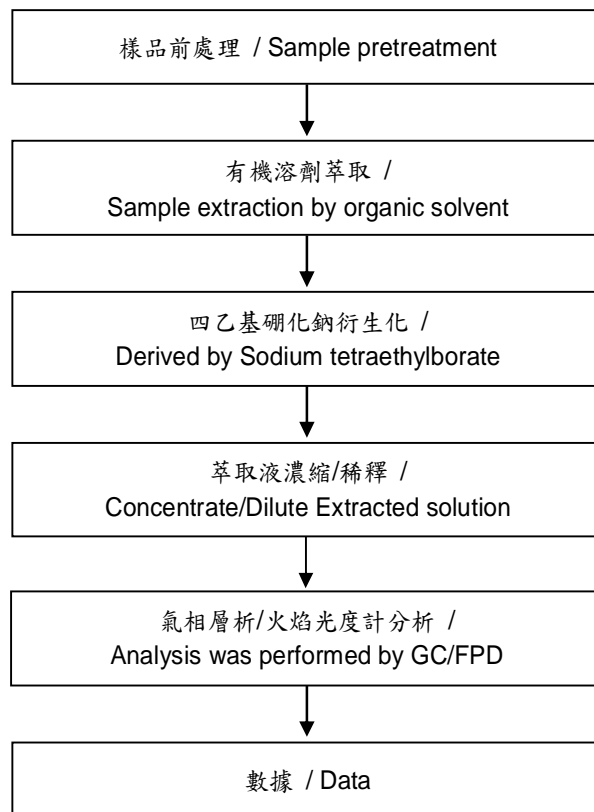 樣品前處理 / Sample pretreatment
有機溶劑萃取 /
Sample extraction by organic solvent
四乙基硼化鈉衍生化 /
Derived by Sodium tetraethylborate
萃取液濃縮/稀釋 /
Concentrate/Dilute Extracted solution
氣相層析/火焰光度計分析 /
Analysis was performed by GC/FPD
數據 / Data